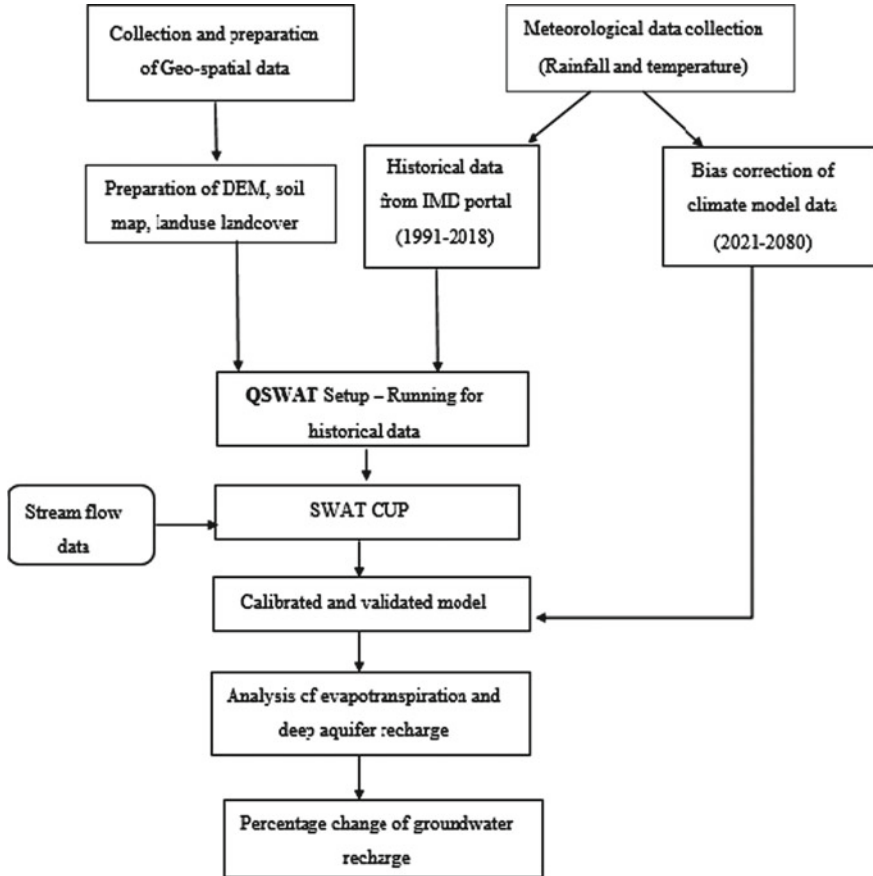 Collection and preparation
of Geo-spatial data
Meteorological data collection
(Rainfall and temperature)
Preparation of DEM, soil
map, landuse landcover
Historical data
from IMD portal
(1991-2018)
Bias correction of
climate model data
(2021-2080)
QSWAT Setup – Running for
historical data
Stream flow
data
SWAT CUP
Calibrated and validated model
Analysis of evapotranspiration and
deep aquifer recharge
Percentage change of groundwater
recharge